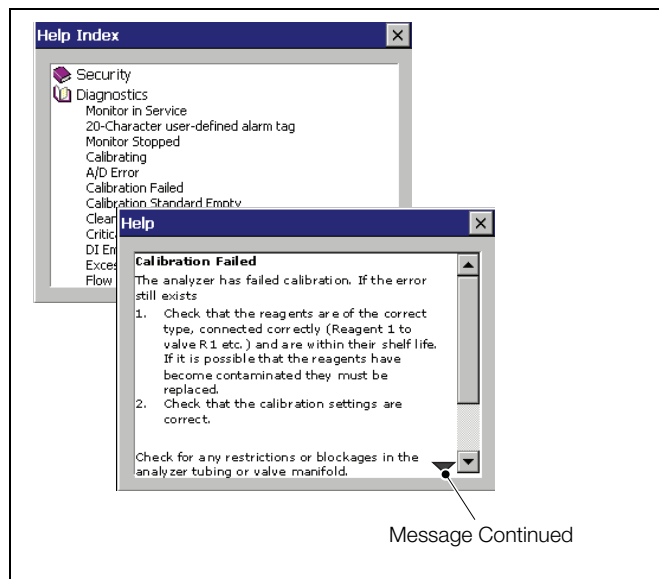 Help Index
Security
Diagnostics
Monitor in Service
20-Character user-defined alarm tag
Monitor Stopped
Calibrating
A/D Error
Calibration Failed
Calibration Standard Empty
Help
Calibration Failed
The analyzer has failed calibration. If the error
still exists
1. Check that the reagents are of the correct
type, connected correctly (Reagent 1 to
valve R1 etc.) and are within their shelf life.
If it is possible that the reagents have
become contaminated they must be
replaced.
2. Check that the calibration settings are
correct.
Check for any restrictions or blockages in the
analyzer tubing or valve manifold.
Message Continued